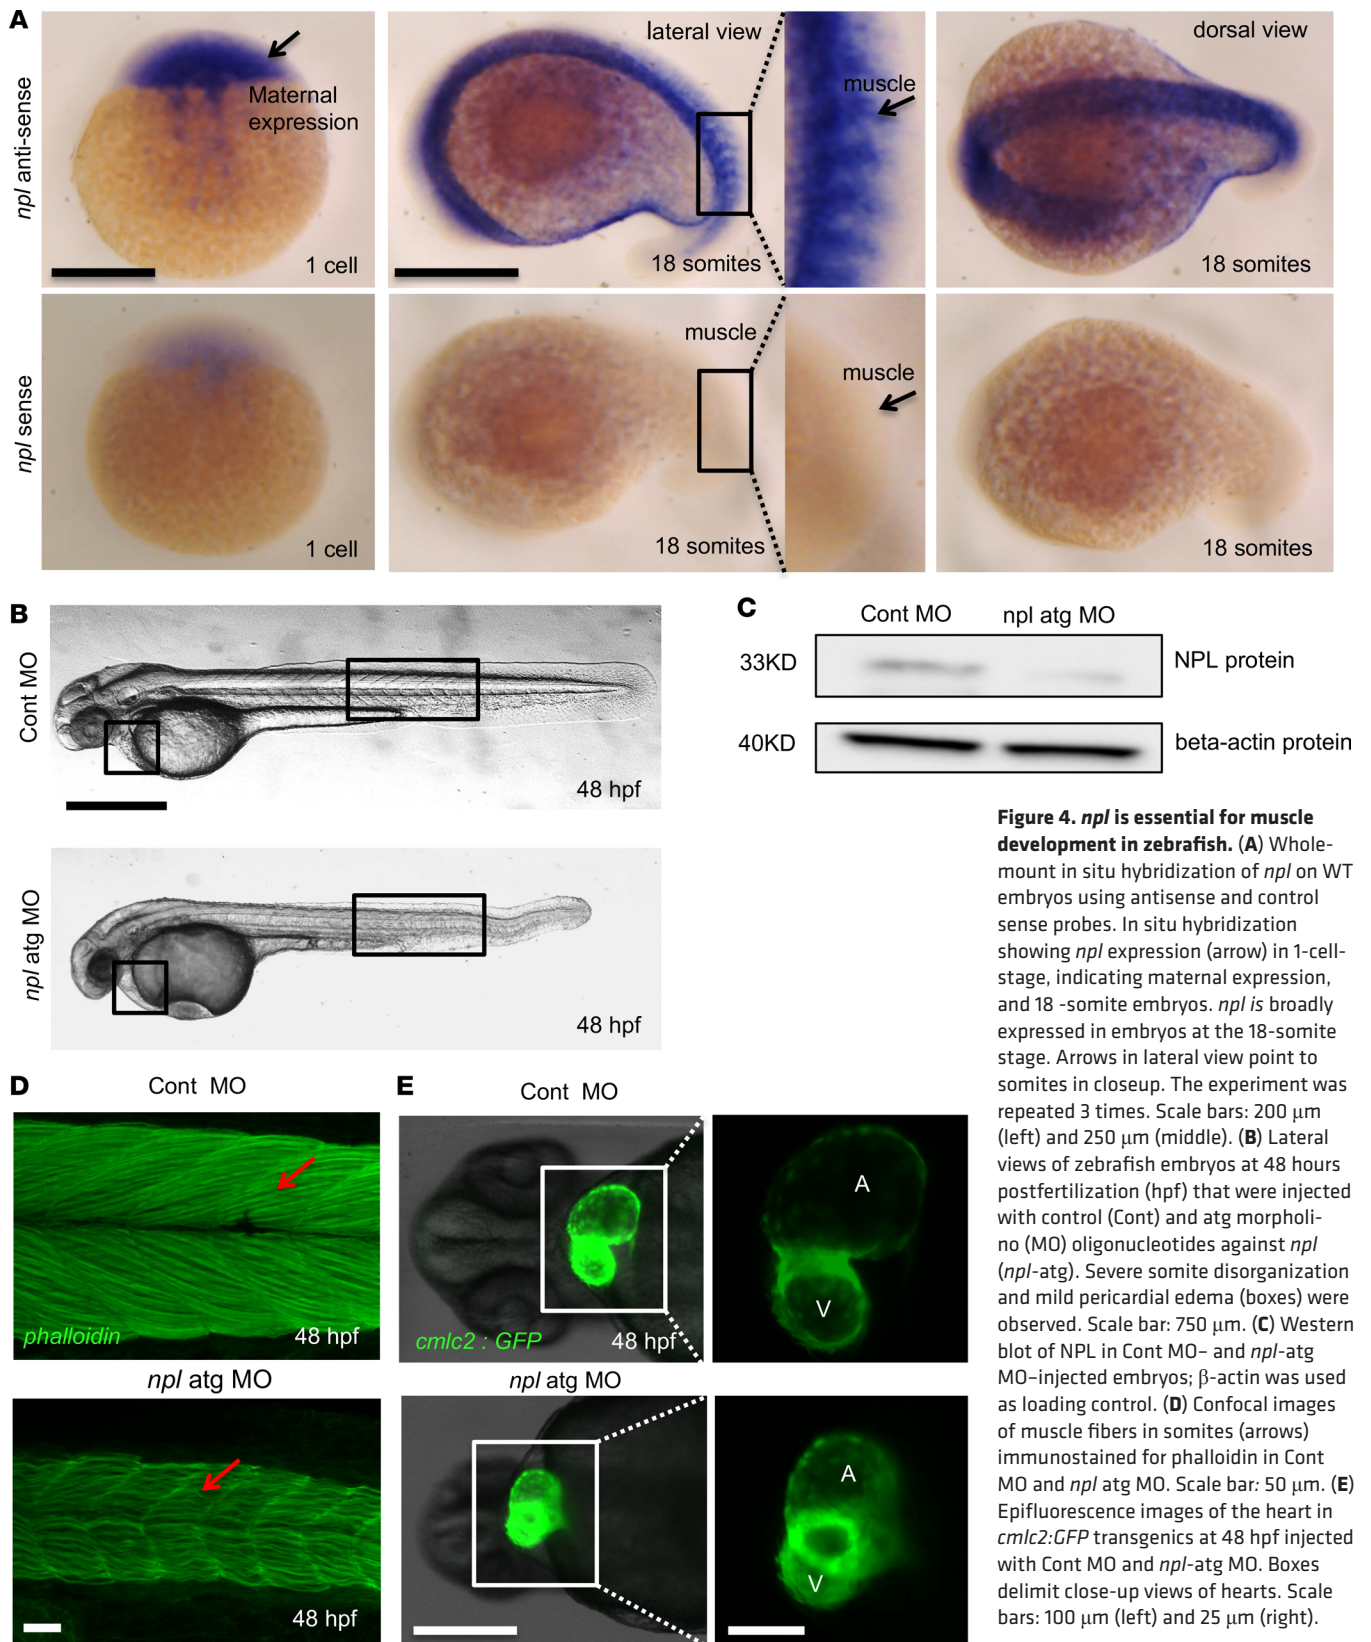 A
npl anti-sense
Maternal
expression
1 cell
lateral view
18 somites
muscle
dorsal view
18 somites
npl sense
1 cell
muscle
18 somites
muscle
18 somites
B
Cont MO
48 hpf
npl atg MO
48 hpf
C
Cont MO npl atg MO
33KD NPL protein
40KD beta-actin protein
D
Cont MO
phalloidin
48 hpf
npl atg MO
48 hpf
E
Cont MO
cmlc2 : GFP
48 hpf
A
V
npl atg MO
A
V
Figure 4. npl is essential for muscle
development in zebrafish. (A) Whole-
mount in situ hybridization of npl on WT
embryos using antisense and control
sense probes. In situ hybridization
showing npl expression (arrow) in 1-cell-
stage, indicating maternal expression,
and 18 -somite embryos. npl is broadly
expressed in embryos at the 18-somite
stage. Arrows in lateral view point to
somites in closeup. The experiment was
repeated 3 times. Scale bars: 200 μm
(left) and 250 μm (middle). (B) Lateral
views of zebrafish embryos at 48 hours
postfertilization (hpf) that were injected
with control (Cont) and atg morpholi-
no (MO) oligonucleotides against npl
(npl-atg). Severe somite disorganization
and mild pericardial edema (boxes) were
observed. Scale bar: 750 μm. (C) Western
blot of NPL in Cont MO– and npl-atg
MO–injected embryos; β-actin was used
as loading control. (D) Confocal images
of muscle fibers in somites (arrows)
immunostained for phalloidin in Cont
MO and npl atg MO. Scale bar: 50 μm. (E)
Epifluorescence images of the heart in
cmlc2:GFP transgenics at 48 hpf injected
with Cont MO and npl-atg MO. Boxes
delimit close-up views of hearts. Scale
bars: 100 μm (left) and 25 μm (right).